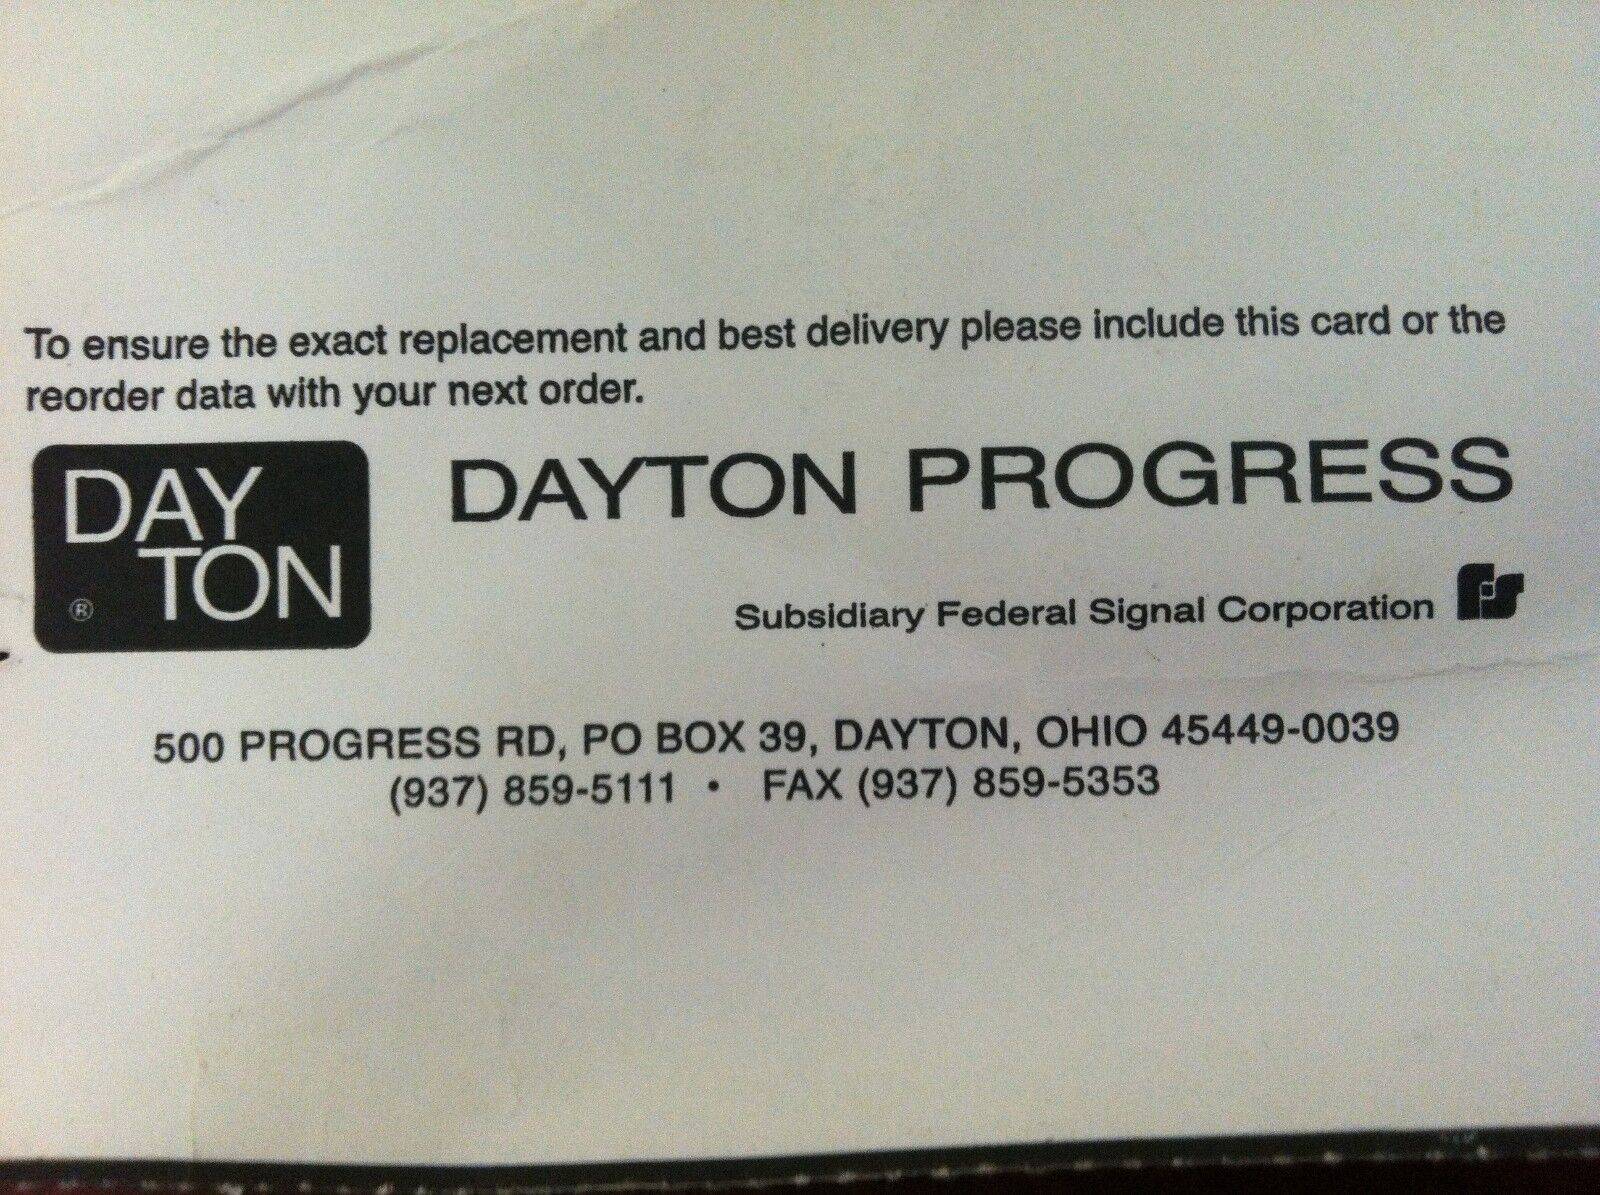 To ensure the exact replacement and best delivery please include this card or the
reorder data with your next order.
DAY
TON
®
DAYTON PROGRESS
Subsidiary Federal Signal Corporation
500 PROGRESS RD, PO BOX 39, DAYTON, OHIO 45449-0039
(937) 859-5111 • FAX (937) 859-5353